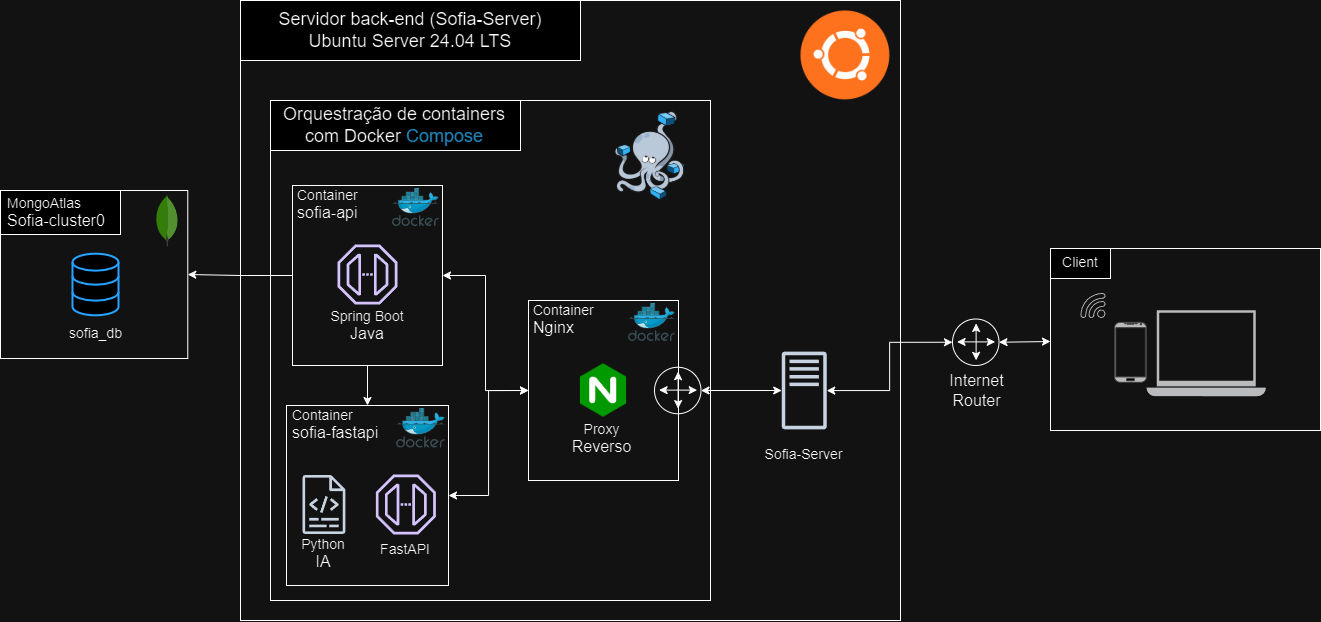 Servidor back-end (Sofia-Server)
Ubuntu Server 24.04 LTS
Orquestração de containers
com Docker Compose
MongoAtlas
Sofia-cluster0
sofia_db
Container
sofia-api
docker
Spring Boot
Java
Container
sofia-fastapi
docker
Python
IA
FastAPI
Container
Nginx
docker
N
Proxy
Reverso
Sofia-Server
Internet
Router
Client